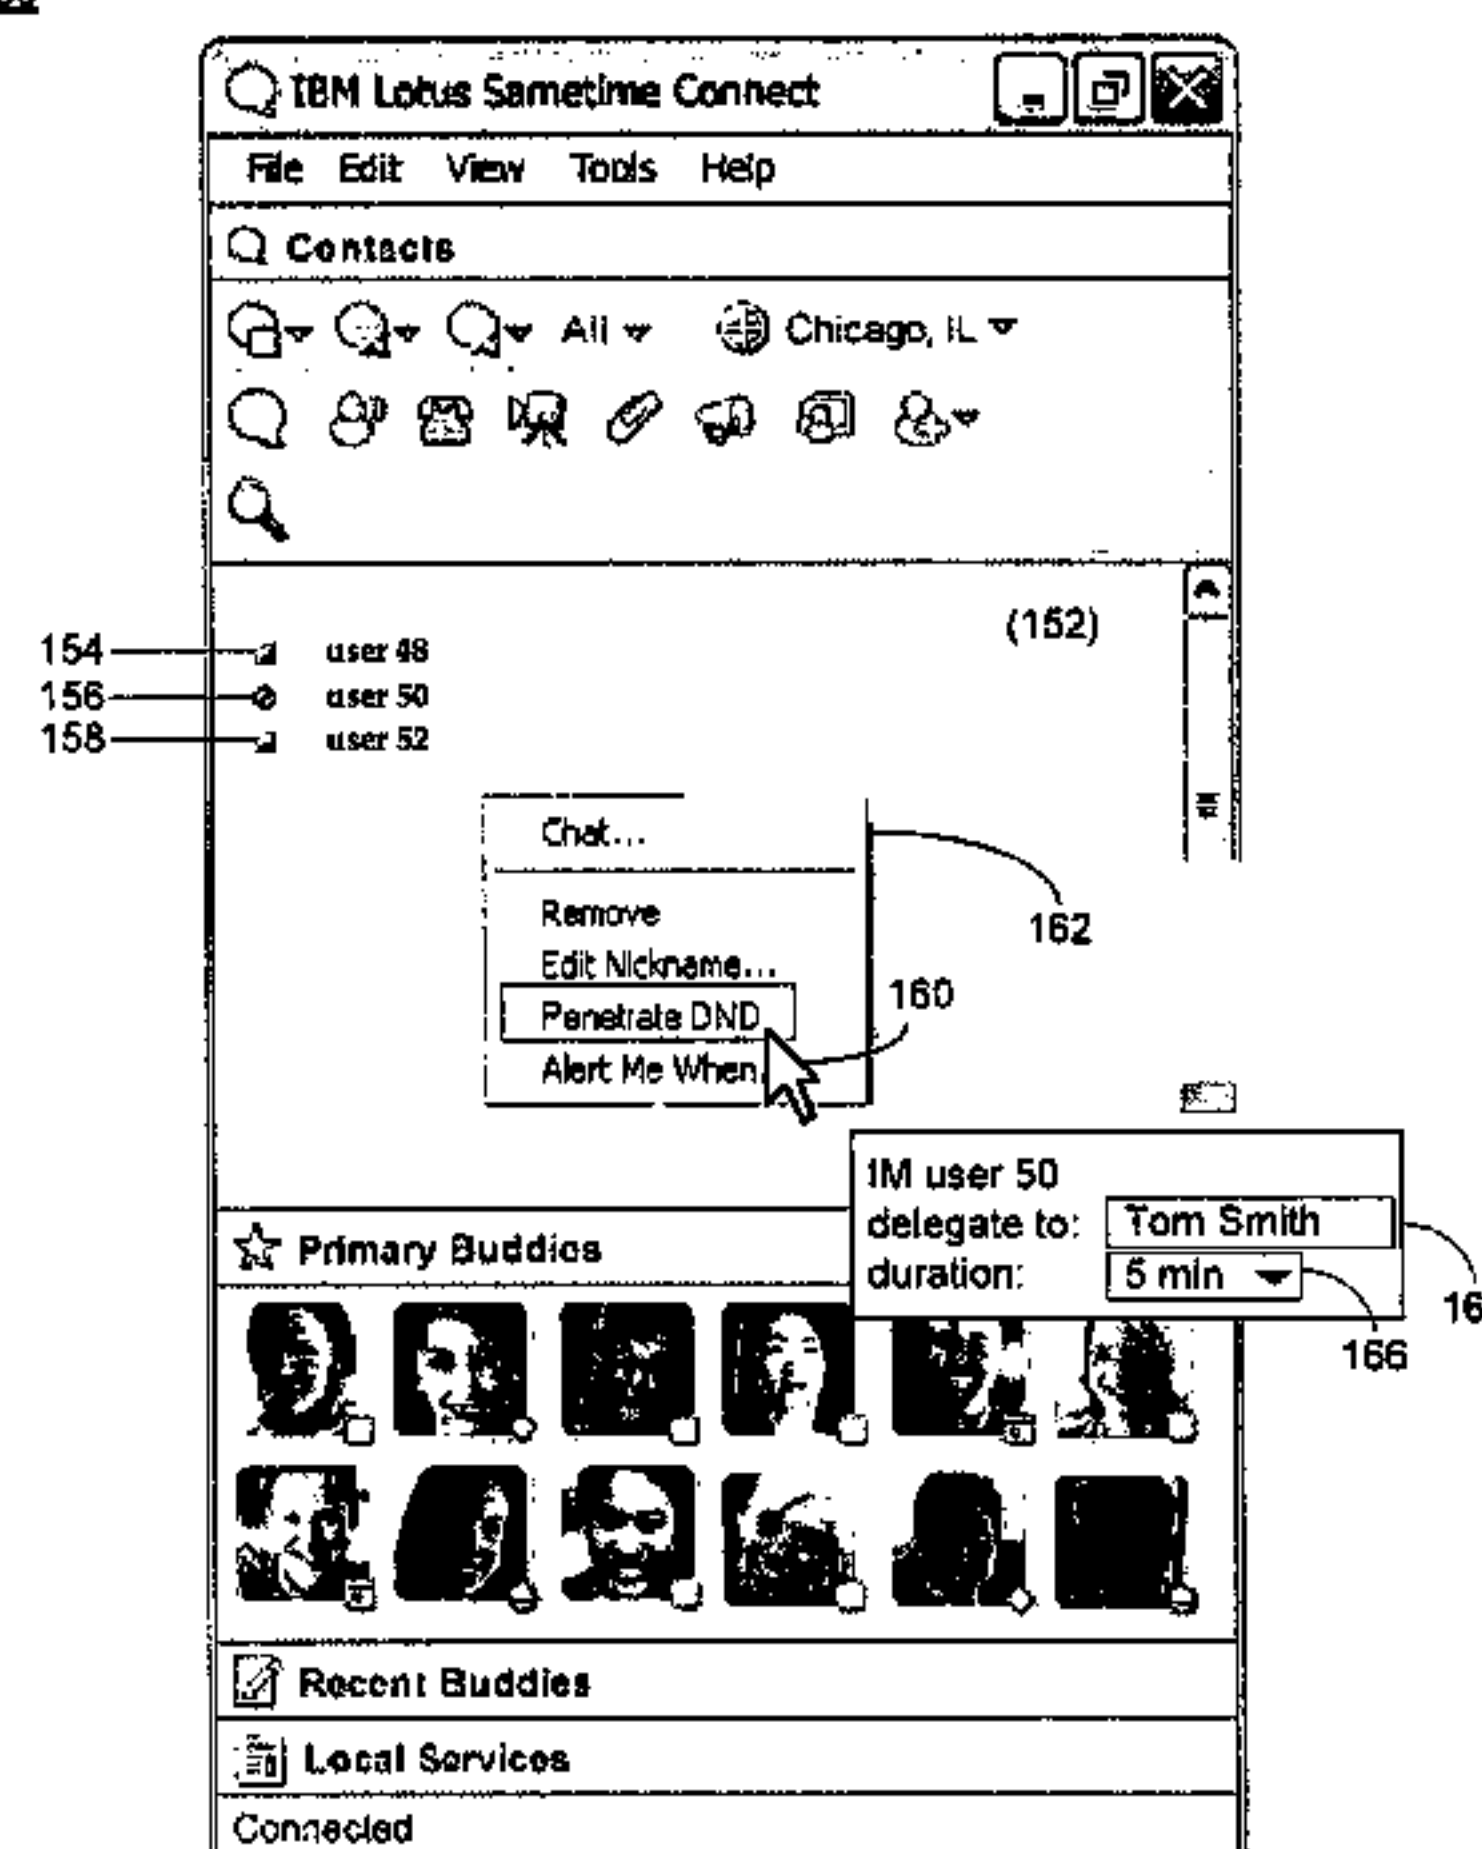 IBM Lotus Sametime Connect
File Edit View Tools Help
Contacts
All Chicago, IL
(152)
154 user 48
156 user 50
158 user 52
Chat...
162
Remove
Edit Nickname...
160
Penetrate DND
Alert Me When
IM user 50
delegate to: Tom Smith
duration: 5 min
16
166
Primary Buddies
Recent Buddies
Local Services
Connected